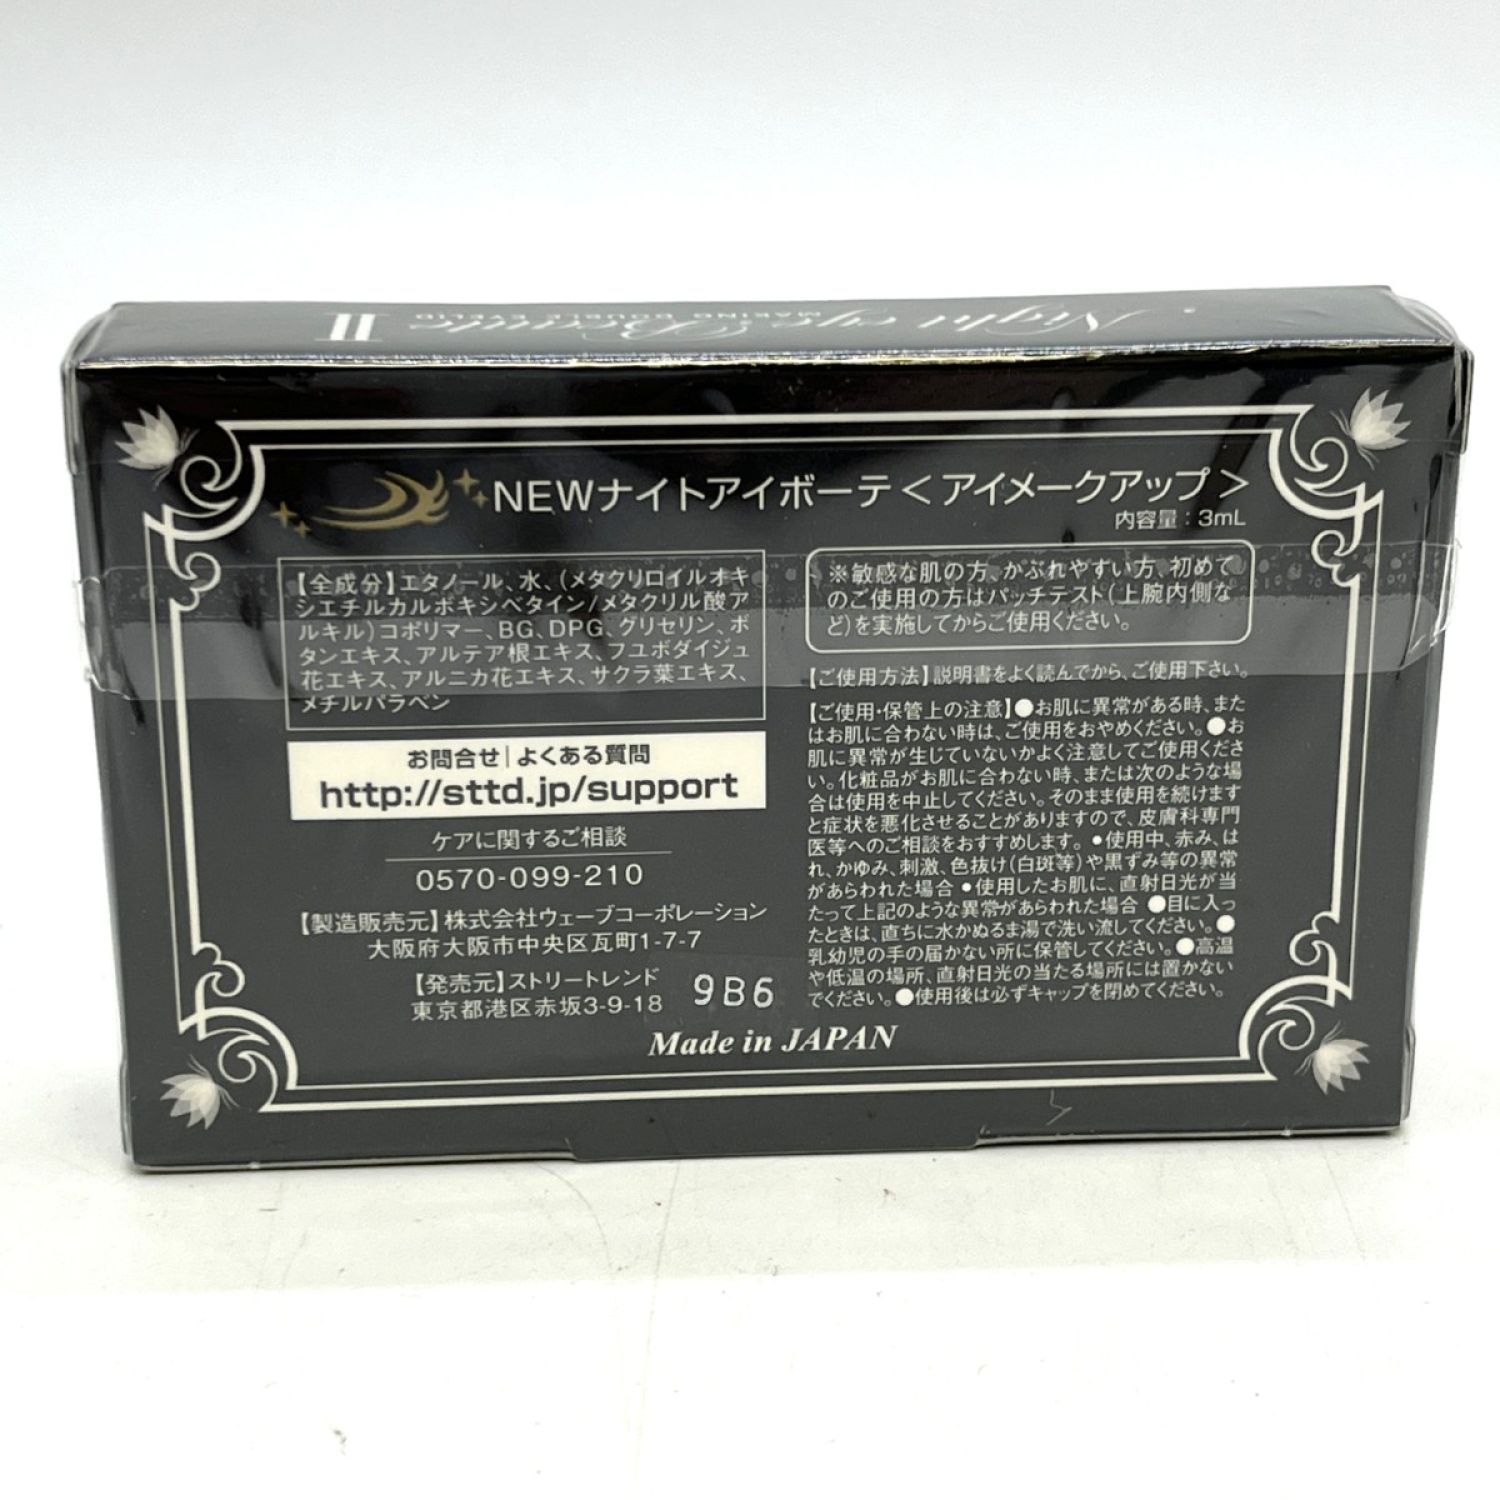 Night eye Beaute II
MAKING DOUBLE EYELID
NEWナイトアイボーテ<アイメークアップ>
内容量:3mL
【全成分】エタノール、水、(メタクリロイルオキ
シエチルカルボキシベタイン/メタクリル酸ア
ルキル)コポリマー、BG、DPG、グリセリン、ボ
タンエキス、アルテア根エキス、フユボダイジュ
花エキス、アルニカ花エキス、サクラ葉エキス、
メチルパラベン
お問合せ|よくある質問
http://sttd.jp/support
ケアに関するご相談
0570-099-210
【製造販売元】株式会社ウェーブコーポレーション
大阪府大阪市中央区瓦町1-7-7
【発売元】ストリートレンド
東京都港区赤坂3-9-18
9B6
※敏感な肌の方、かぶれやすい方、初めて
のご使用の方はパッチテスト(上腕内側な
ど)を実施してからご使用ください。
【ご使用方法】説明書をよく読んでから、ご使用下さい。
【ご使用・保管上の注意】●お肌に異常がある時、また
はお肌に合わない時は、ご使用をおやめください。●お
肌に異常が生じていないかよく注意してご使用くださ
い。化粧品がお肌に合わない時、または次のような場
合は使用を中止してください。そのまま使用を続けます
と症状を悪化させることがありますので、皮膚科専門
医等へのご相談をおすすめします。•使用中、赤み、は
れ、かゆみ、刺激、色抜け(白斑等)や黒ずみ等の異常
があらわれた場合•使用したお肌に、直射日光が当
たって上記のような異常があらわれた場合 ●目に入っ
たときは、直ちに水かぬるま湯で洗い流してください。●
乳幼児の手の届かない所に保管してください。●高温
や低温の場所、直射日光の当たる場所には置かない
でください。●使用後は必ずキャップを閉めてください。
Made in JAPAN